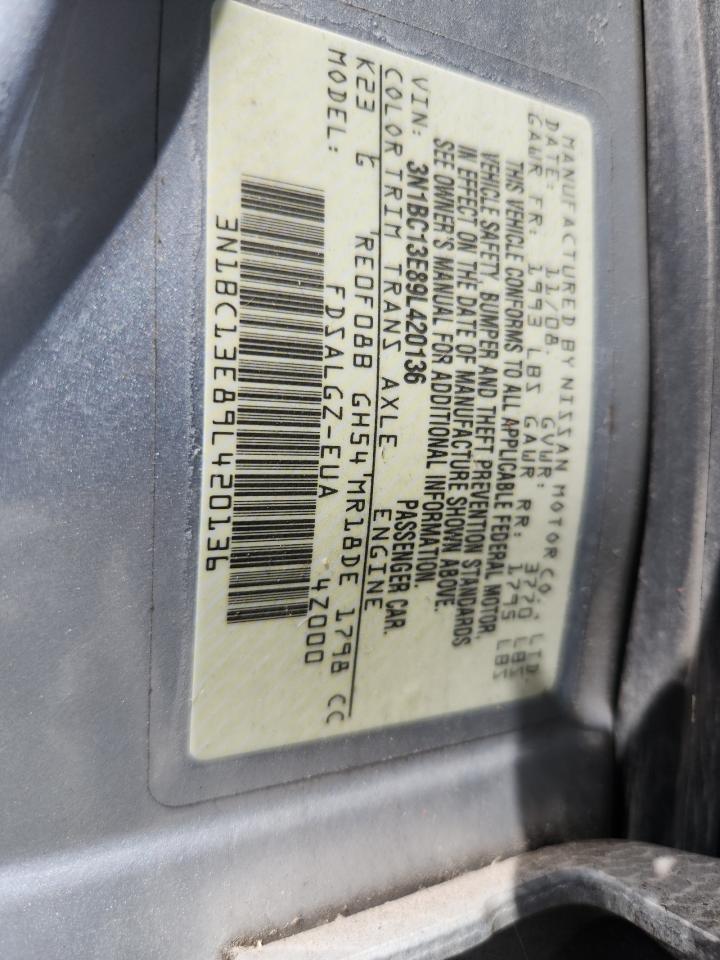 MANUFACTURED BY NISSAN MOTOR CO., LTD.
DATE: 11/08. GVWR: 3770 LBS
GAWR FR: 1993 LBS GAWR RR: 1795 LBS
THIS VEHICLE CONFORMS TO ALL APPLICABLE FEDERAL MOTOR
VEHICLE SAFETY, BUMPER AND THEFT PREVENTION STANDARDS
IN EFFECT ON THE DATE OF MANUFACTURE SHOWN ABOVE.
SEE OWNER'S MANUAL FOR ADDITIONAL INFORMATION.
VIN: 3N1BC13E89L420136 PASSENGER CAR.
COLOR TRIM TRANS AXLE ENGINE
K23 G RE0F08B GH54 MR18DE 1798 CC
MODEL: FDSALGZ-EUA 4Z000
3N1BC13E89L420136